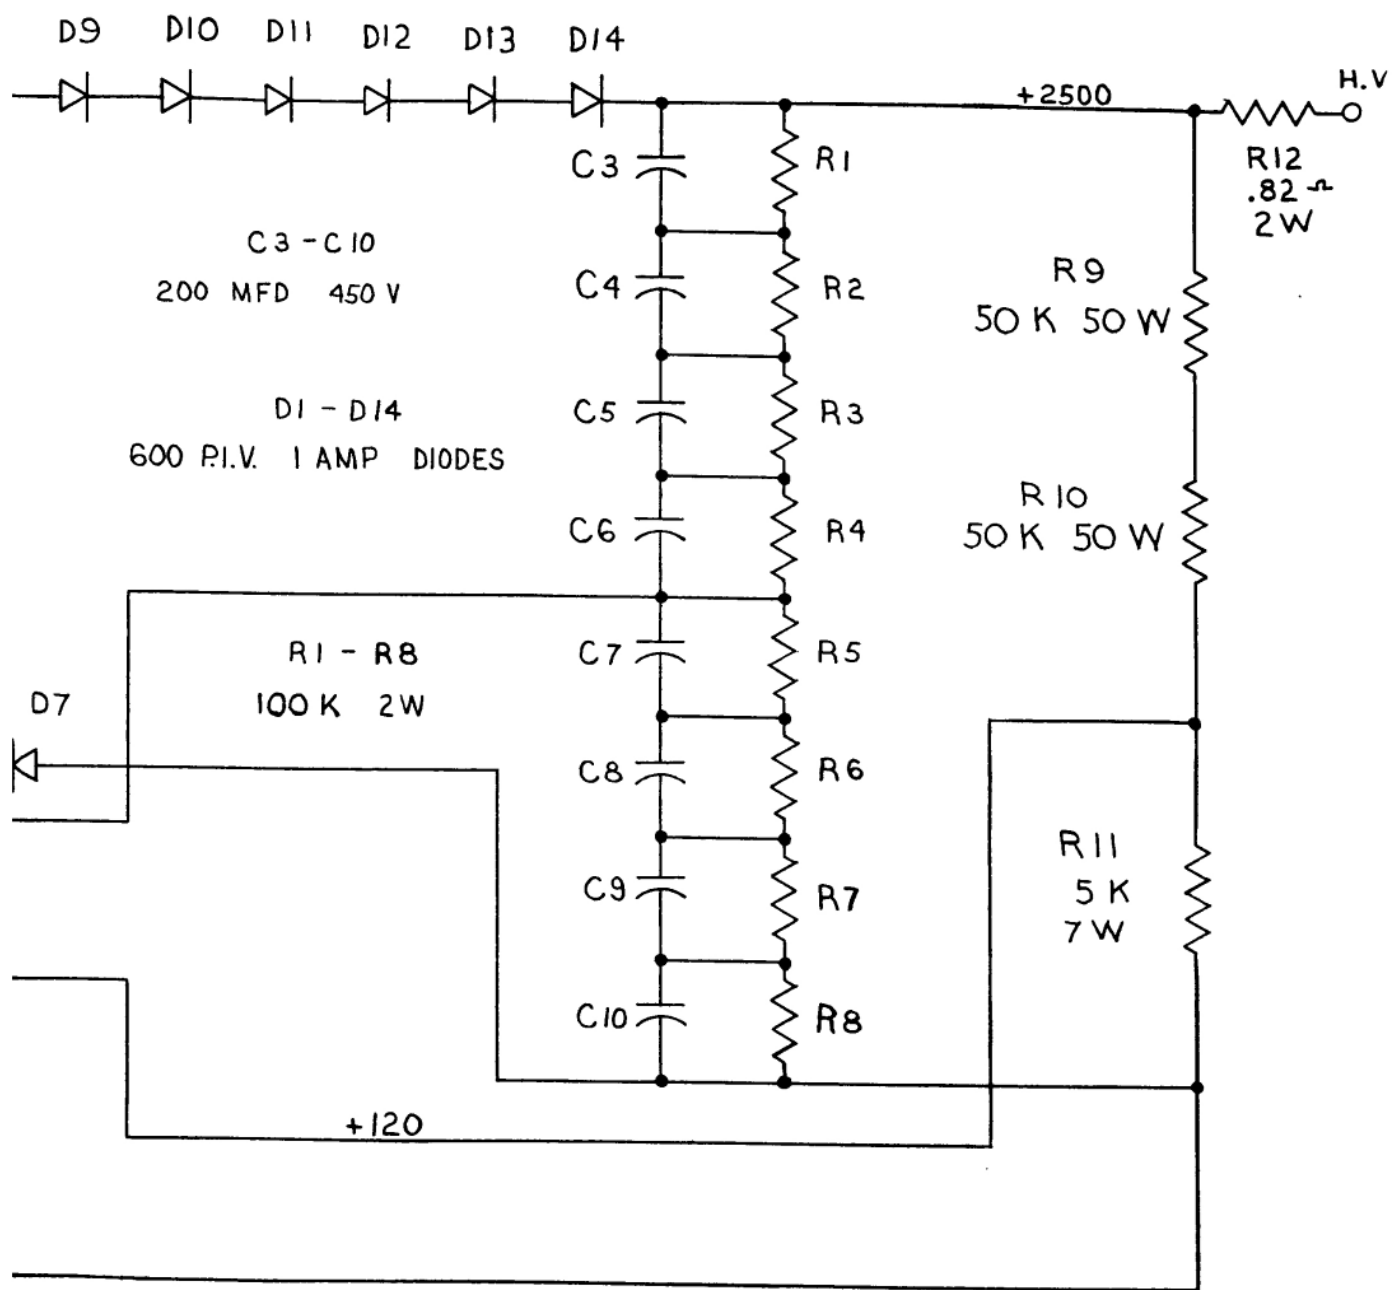 D9 D10 D11 D12 D13 D14
+2500
H.V
C3
R1
R12
.82 Ω
2W
C3 - C10
200 MFD 450 V
C4
R2
R9
50 K 50 W
D1 - D14
600 P.I.V. 1 AMP DIODES
C5
R3
C6
R4
R10
50 K 50 W
R1 - R8
100 K 2W
C7
R5
D7
C8
R6
R11
5 K
7 W
C9
R7
C10
R8
+120